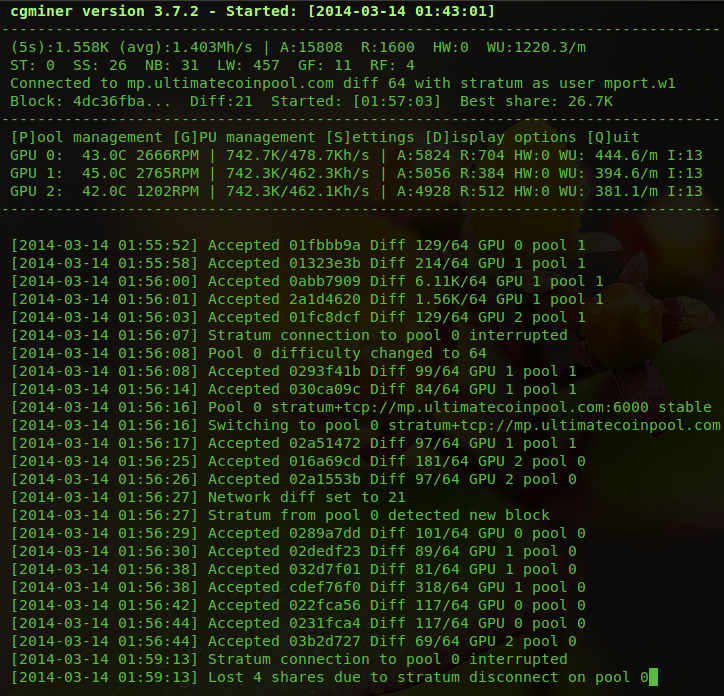 cgminer version 3.7.2 - Started: [2014-03-14 01:43:01]
(5s):1.558K (avg):1.403Mh/s | A:15808 R:1600 HW:0 WU:1220.3/m
ST: 0 SS: 26 NB: 31 LW: 457 GF: 11 RF: 4
Connected to mp.ultimatecoinpool.com diff 64 with stratum as user mport.w1
Block: 4dc36fba... Diff:21 Started: [01:57:03] Best share: 26.7K
[P]ool management [G]PU management [S]ettings [D]isplay options [Q]uit
GPU 0: 43.0C 2666RPM | 742.7K/478.7Kh/s | A:5824 R:704 HW:0 WU: 444.6/m I:13
GPU 1: 45.0C 2765RPM | 742.3K/462.3Kh/s | A:5056 R:384 HW:0 WU: 394.6/m I:13
GPU 2: 42.0C 1202RPM | 742.3K/462.1Kh/s | A:4928 R:512 HW:0 WU: 381.1/m I:13
[2014-03-14 01:55:52] Accepted 01fbbb9a Diff 129/64 GPU 0 pool 1
[2014-03-14 01:55:58] Accepted 01323e3b Diff 214/64 GPU 1 pool 1
[2014-03-14 01:56:00] Accepted 0abb7909 Diff 6.11K/64 GPU 1 pool 1
[2014-03-14 01:56:01] Accepted 2a1d4620 Diff 1.56K/64 GPU 1 pool 1
[2014-03-14 01:56:03] Accepted 01fc8dcf Diff 129/64 GPU 2 pool 1
[2014-03-14 01:56:07] Stratum connection to pool 0 interrupted
[2014-03-14 01:56:08] Pool 0 difficulty changed to 64
[2014-03-14 01:56:08] Accepted 0293f41b Diff 99/64 GPU 1 pool 1
[2014-03-14 01:56:14] Accepted 030ca09c Diff 84/64 GPU 1 pool 1
[2014-03-14 01:56:16] Pool 0 stratum+tcp://mp.ultimatecoinpool.com:6000 stable
[2014-03-14 01:56:16] Switching to pool 0 stratum+tcp://mp.ultimatecoinpool.com
[2014-03-14 01:56:17] Accepted 02a51472 Diff 97/64 GPU 1 pool 1
[2014-03-14 01:56:25] Accepted 016a69cd Diff 181/64 GPU 2 pool 0
[2014-03-14 01:56:26] Accepted 02a1553b Diff 97/64 GPU 2 pool 0
[2014-03-14 01:56:27] Network diff set to 21
[2014-03-14 01:56:27] Stratum from pool 0 detected new block
[2014-03-14 01:56:29] Accepted 0289a7dd Diff 101/64 GPU 0 pool 0
[2014-03-14 01:56:30] Accepted 02dedf23 Diff 89/64 GPU 1 pool 0
[2014-03-14 01:56:38] Accepted 032d7f01 Diff 81/64 GPU 1 pool 0
[2014-03-14 01:56:38] Accepted cdef76f0 Diff 318/64 GPU 1 pool 0
[2014-03-14 01:56:42] Accepted 022fca56 Diff 117/64 GPU 0 pool 0
[2014-03-14 01:56:44] Accepted 0231fca4 Diff 117/64 GPU 0 pool 0
[2014-03-14 01:56:44] Accepted 03b2d727 Diff 69/64 GPU 2 pool 0
[2014-03-14 01:59:13] Stratum connection to pool 0 interrupted
[2014-03-14 01:59:13] Lost 4 shares due to stratum disconnect on pool 0